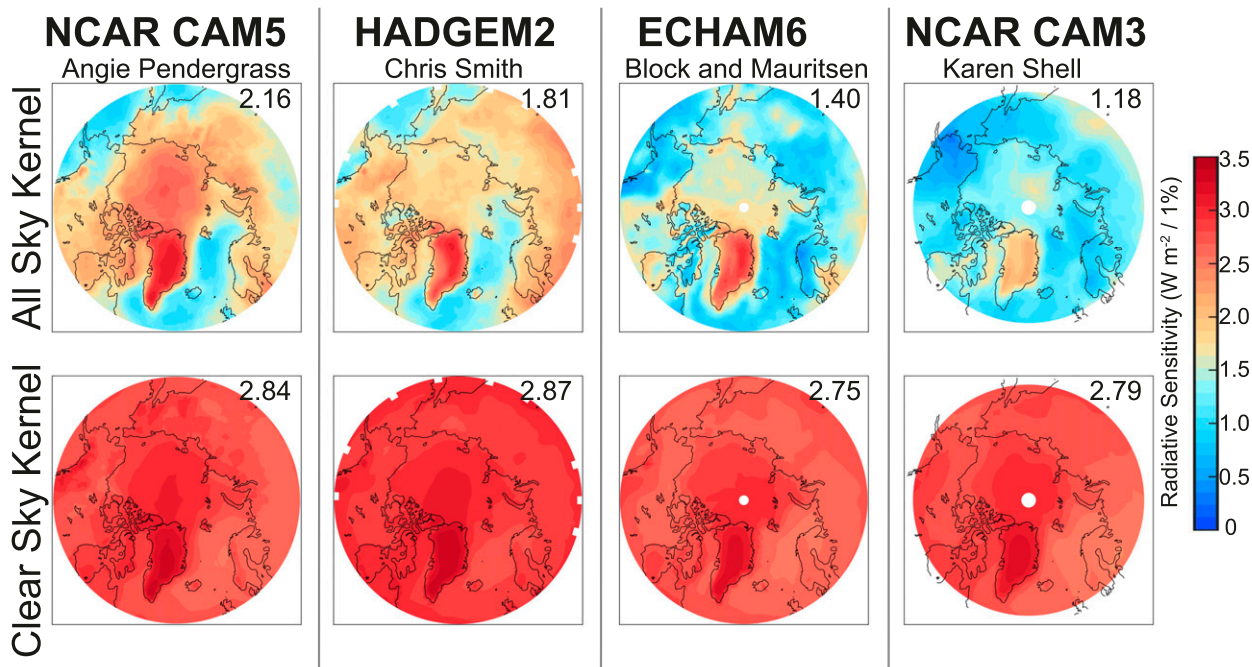 NCAR CAM5
HADGEM2
ECHAM6
NCAR CAM3
Angie Pendergrass
Chris Smith
Block and Mauritsen
Karen Shell
All Sky Kernel
2.16
1.81
1.40
1.18
Clear Sky Kernel
2.84
2.87
2.75
2.79
Radiative Sensitivity (W m⁻² / 1%)
3.5
3.0
2.5
2.0
1.5
1.0
0.5
0